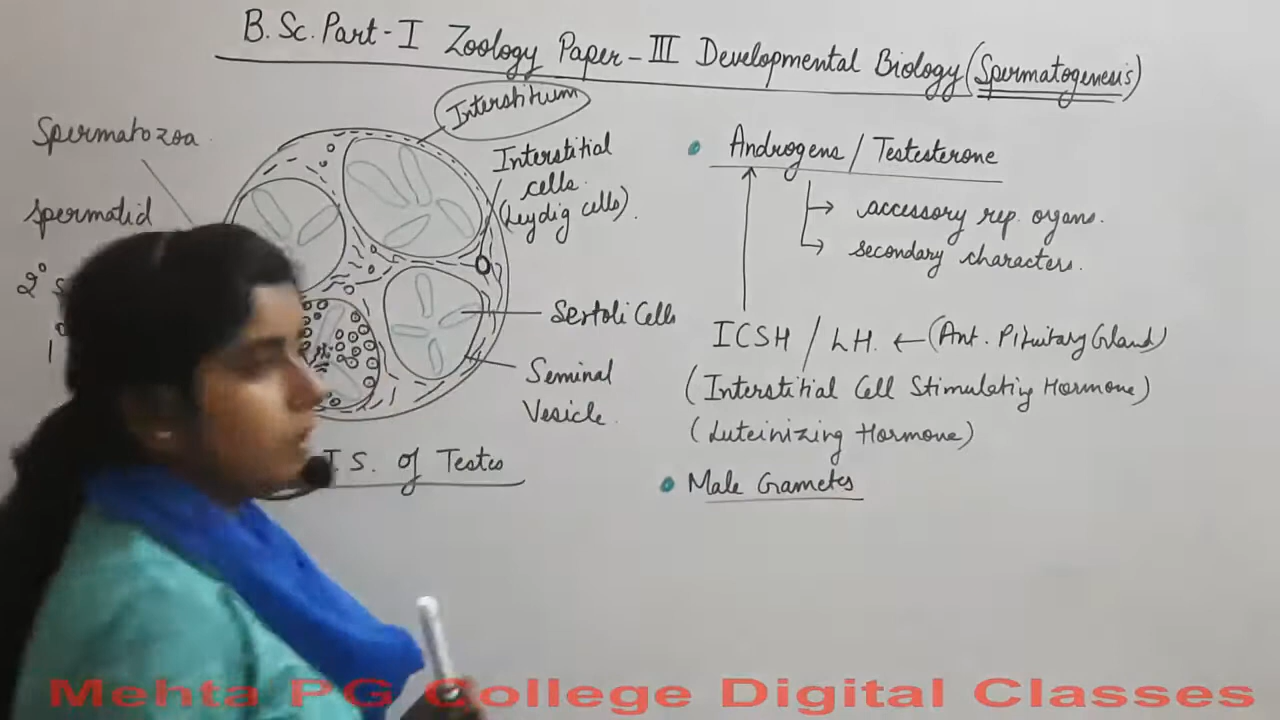 B.Sc. Part-I Zoology Paper-III Developmental Biology (Spermatogenesis)
Spermatozoa
Spermatid
2° S
1°
Interstitium
Interstitial
cells
(Leydig cells).
Sertoli Cells
Seminal
Vesicle.
T.S. of Testes
Androgens / Testesterone
accessory rep. organs.
secondary characters.
ICSH / LH. ← (Ant. Pituitary Gland)
(Interstitial Cell Stimulating Hormone)
(Luteinizing Hormone)
Male Gametes
Mehta PG College Digital Classes